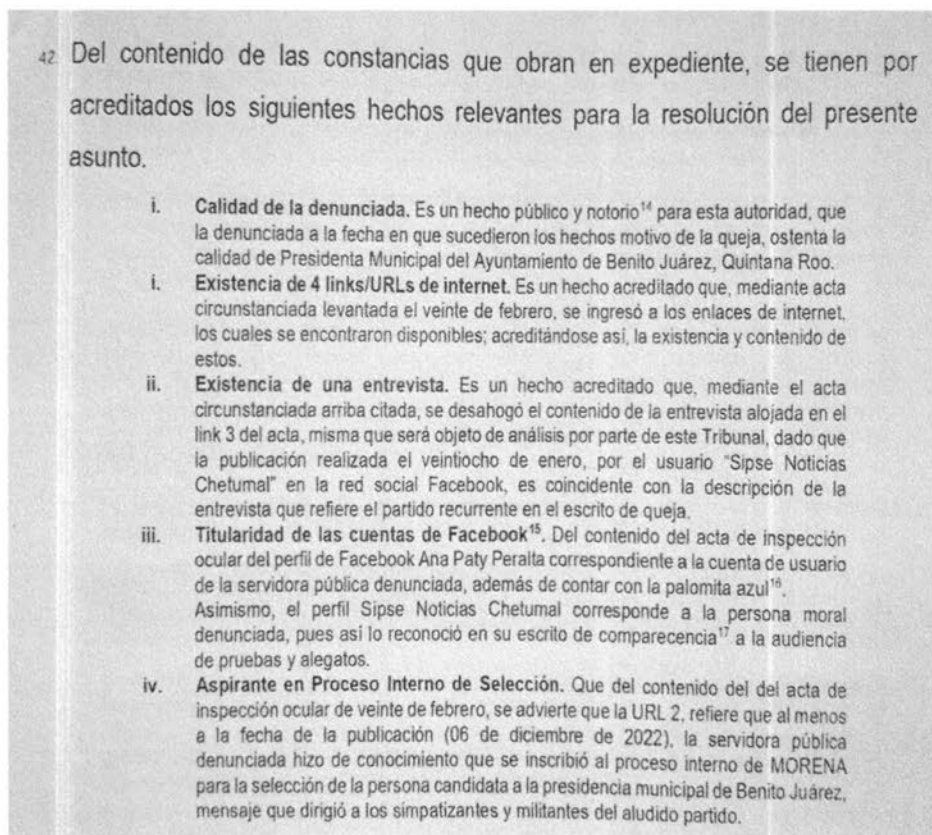 42 Del contenido de las constancias que obran en expediente, se tienen por
acreditados los siguientes hechos relevantes para la resolución del presente
asunto.
i. Calidad de la denunciada. Es un hecho público y notorio¹⁴ para esta autoridad, que
la denunciada a la fecha en que sucedieron los hechos motivo de la queja, ostenta la
calidad de Presidenta Municipal del Ayuntamiento de Benito Juárez, Quintana Roo.
i. Existencia de 4 links/URLs de internet. Es un hecho acreditado que, mediante acta
circunstanciada levantada el veinte de febrero, se ingresó a los enlaces de internet,
los cuales se encontraron disponibles; acreditándose así, la existencia y contenido de
estos.
ii. Existencia de una entrevista. Es un hecho acreditado que, mediante el acta
circunstanciada arriba citada, se desahogó el contenido de la entrevista alojada en el
link 3 del acta, misma que será objeto de análisis por parte de este Tribunal, dado que
la publicación realizada el veintiocho de enero, por el usuario “Sipse Noticias
Chetumal” en la red social Facebook, es coincidente con la descripción de la
entrevista que refiere el partido recurrente en el escrito de queja.
iii. Titularidad de las cuentas de Facebook¹⁵. Del contenido del acta de inspección
ocular del perfil de Facebook Ana Paty Peralta correspondiente a la cuenta de usuario
de la servidora pública denunciada, además de contar con la palomita azul¹⁶.
Asimismo, el perfil Sipse Noticias Chetumal corresponde a la persona moral
denunciada, pues así lo reconoció en su escrito de comparecencia¹⁷ a la audiencia
de pruebas y alegatos.
iv. Aspirante en Proceso Interno de Selección. Que del contenido del del acta de
inspección ocular de veinte de febrero, se advierte que la URL 2, refiere que al menos
a la fecha de la publicación (06 de diciembre de 2022), la servidora pública
denunciada hizo de conocimiento que se inscribió al proceso interno de MORENA
para la selección de la persona candidata a la presidencia municipal de Benito Juárez,
mensaje que dirigió a los simpatizantes y militantes del aludido partido.